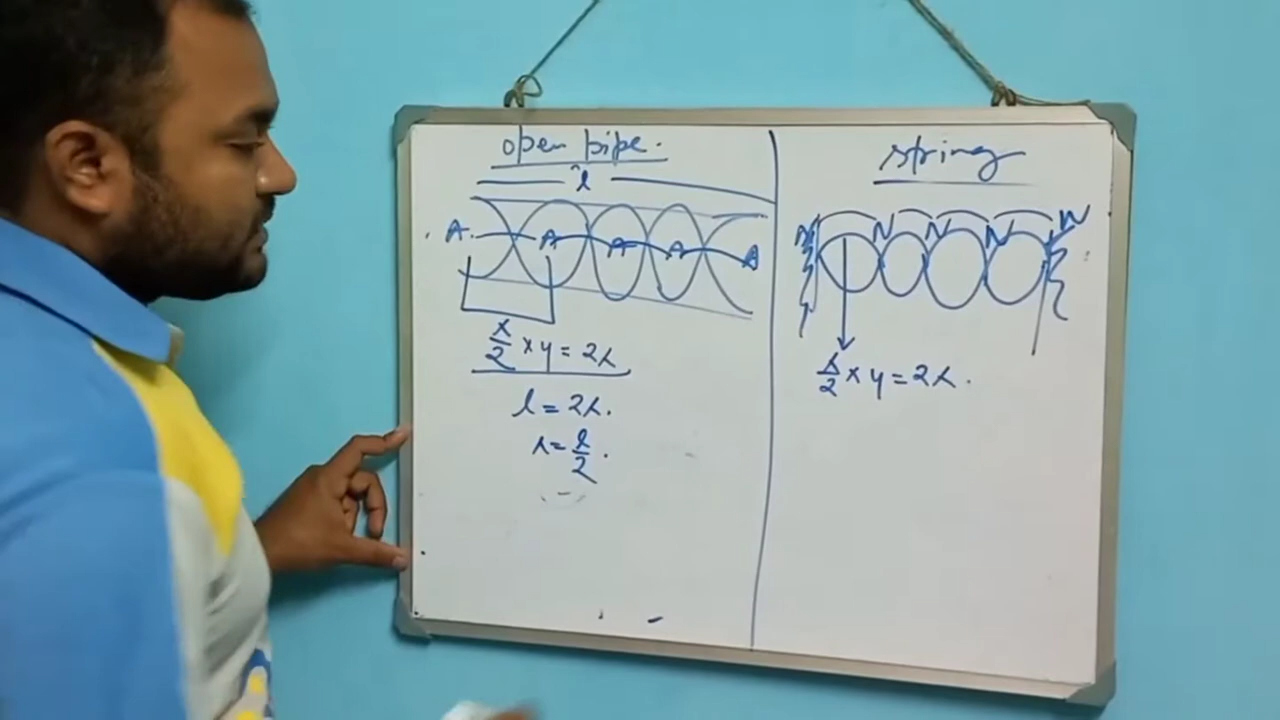 open pipe.
l
A A A A A
λ/2 × 4 = 2λ
l = 2λ.
λ = l/2.
string
N N N N N
λ/2 × 4 = 2λ.